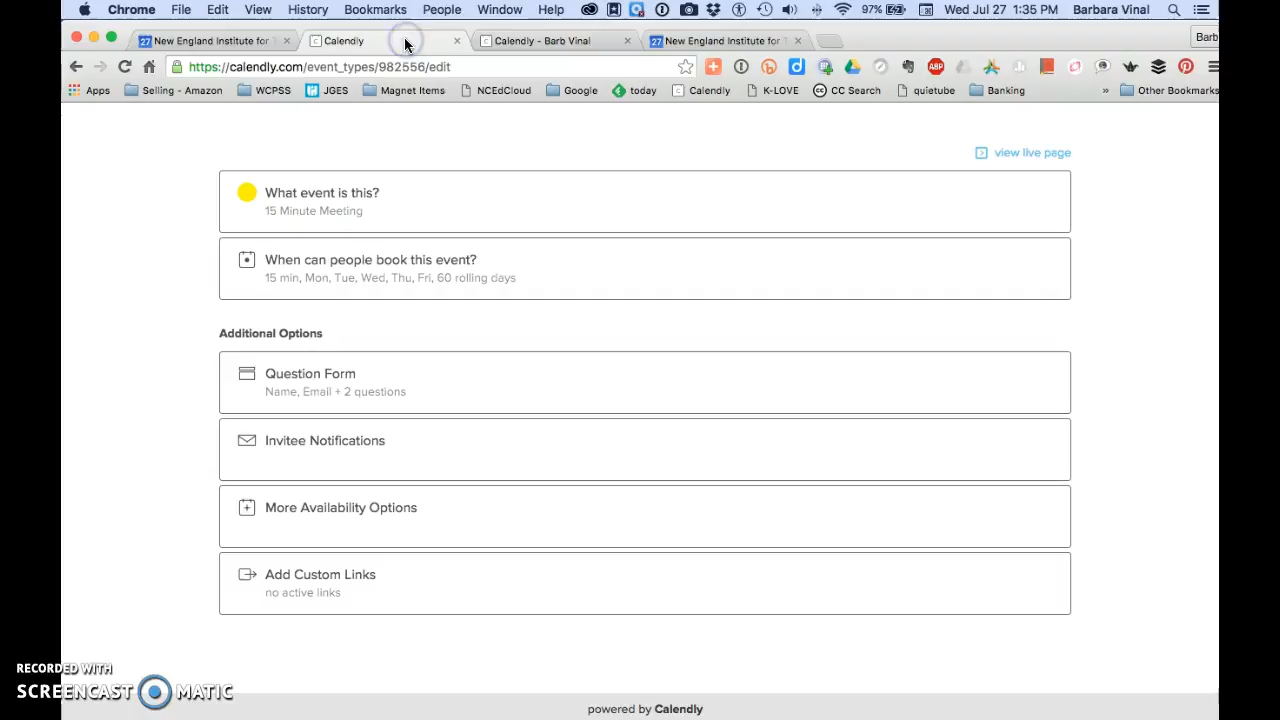 Chrome File Edit View History Bookmarks People Window Help 97% Wed Jul 27 1:35 PM Barbara Vinal
27 New England Institute for T × C Calendly × C Calendly - Barb Vinal × 27 New England Institute for T × Barb
https://calendly.com/event_types/982556/edit ABP
Apps Selling - Amazon WCPSS JGES Magnet Items NCEdCloud Google today C Calendly K-LOVE CC Search quietube Banking » Other Bookmarks
view live page
What event is this?
15 Minute Meeting
When can people book this event?
15 min, Mon, Tue, Wed, Thu, Fri, 60 rolling days
Additional Options
Question Form
Name, Email + 2 questions
Invitee Notifications
More Availability Options
Add Custom Links
no active links
RECORDED WITH
SCREENCAST MATIC
powered by Calendly